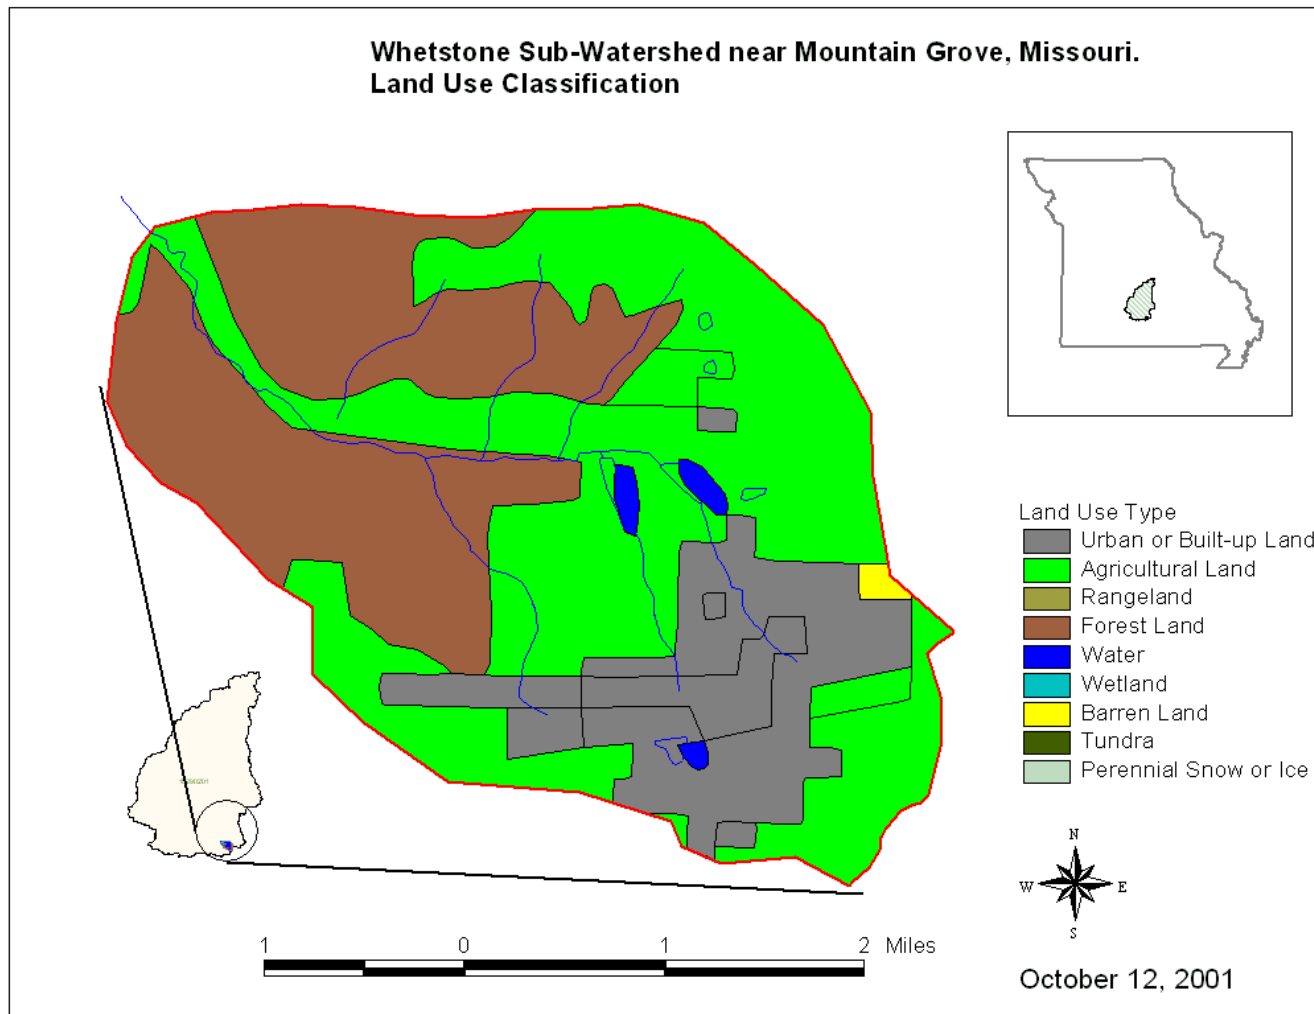 Whetstone Sub-Watershed near Mountain Grove, Missouri.
Land Use Classification
Land Use Type
Urban or Built-up Land
Agricultural Land
Rangeland
Forest Land
Water
Wetland
Barren Land
Tundra
Perennial Snow or Ice
N
W E
S
1 0 1 2 Miles
October 12, 2001